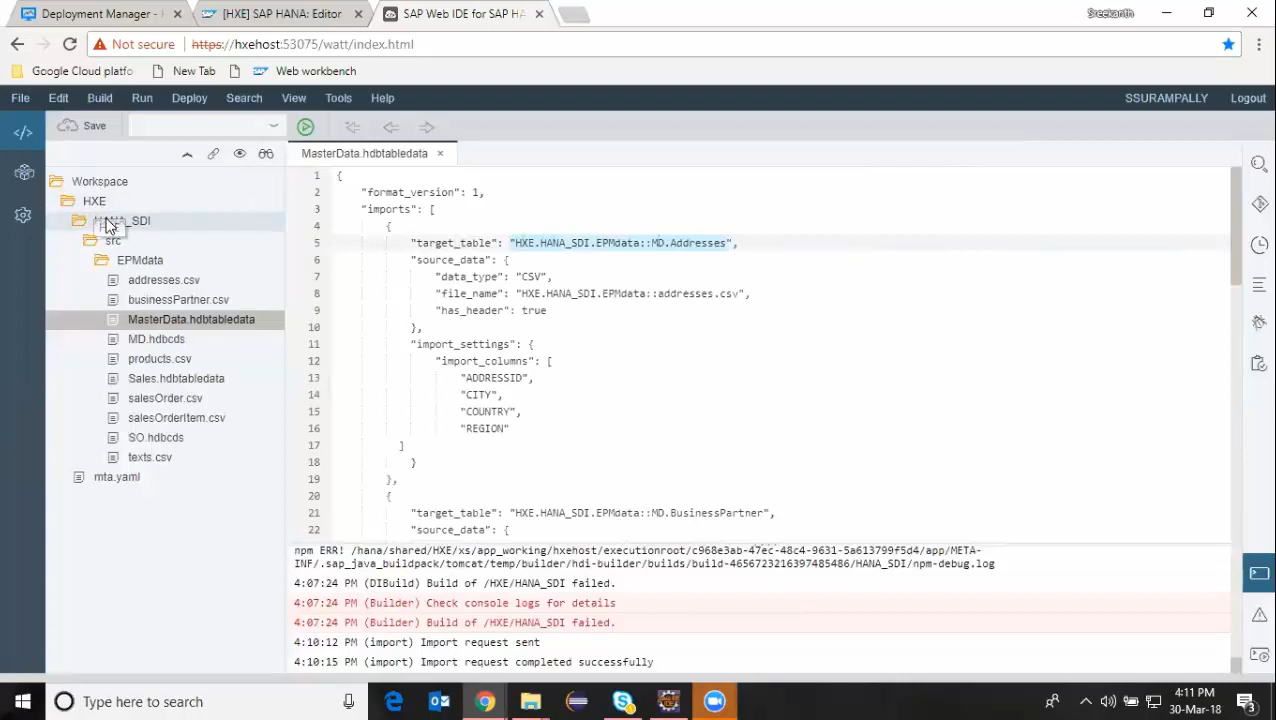 Deployment Manager - ×
[HXE] SAP HANA: Editor ×
SAP Web IDE for SAP HA ×
Sreekanth
Not secure | https://hxehost:53075/watt/index.html
Google Cloud platfo New Tab Web workbench
File Edit Build Run Deploy Search View Tools Help SSURAMPALLY Logout
Save
MasterData.hdbtabledata ×
Workspace
HXE
HANA_SDI
src
EPMdata
addresses.csv
businessPartner.csv
MasterData.hdbtabledata
MD.hdbcds
products.csv
Sales.hdbtabledata
salesOrder.csv
salesOrderItem.csv
SO.hdbcds
texts.csv
mta.yaml
1 {
2 "format_version": 1,
3 "imports": [
4 {
5 "target_table": "HXE.HANA_SDI.EPMdata::MD.Addresses",
6 "source_data": {
7 "data_type": "CSV",
8 "file_name": "HXE.HANA_SDI.EPMdata::addresses.csv",
9 "has_header": true
10 },
11 "import_settings": {
12 "import_columns": [
13 "ADDRESSID",
14 "CITY",
15 "COUNTRY",
16 "REGION"
17 ]
18 }
19 },
20 {
21 "target_table": "HXE.HANA_SDI.EPMdata::MD.BusinessPartner",
22 "source_data": {
npm ERR! /hana/shared/HXE/xs/app_working/hxehost/executionroot/c968e3ab-47ec-48c4-9631-5a613799f5d4/app/META-
INF/.sap_java_buildpack/tomcat/temp/builder/hdi-builder/builds/build-4656723216397485486/HANA_SDI/npm-debug.log
4:07:24 PM (DIBuild) Build of /HXE/HANA_SDI failed.
4:07:24 PM (Builder) Check console logs for details
4:07:24 PM (Builder) Build of /HXE/HANA_SDI failed.
4:10:12 PM (import) Import request sent
4:10:15 PM (import) Import request completed successfully
Type here to search
4:11 PM
30-Mar-18
3